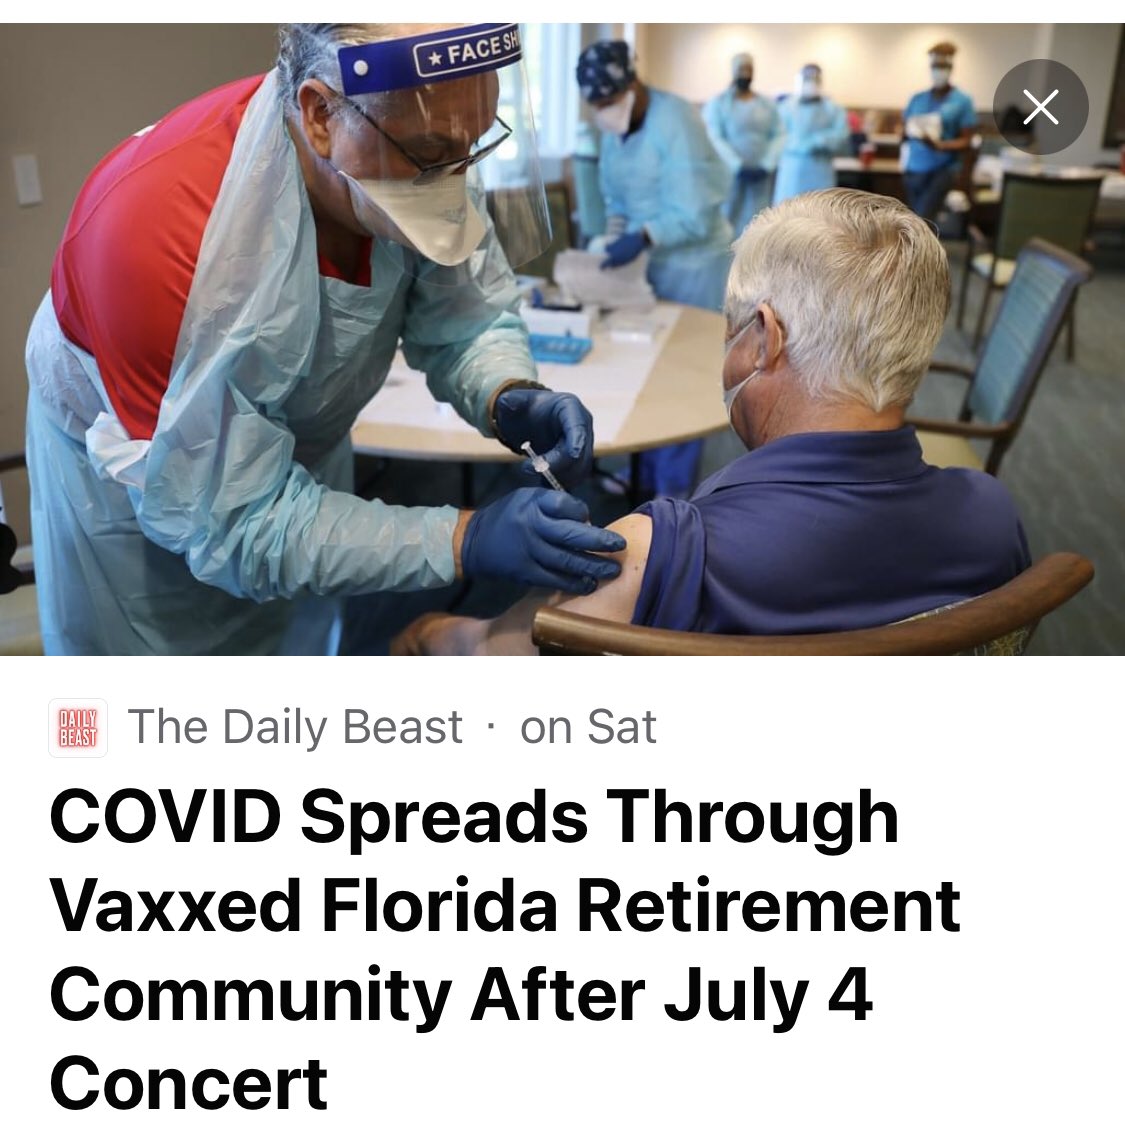 ★ FACE SH
DAILY
BEAST
The Daily Beast · on Sat
COVID Spreads Through
Vaxxed Florida Retirement
Community After July 4
Concert